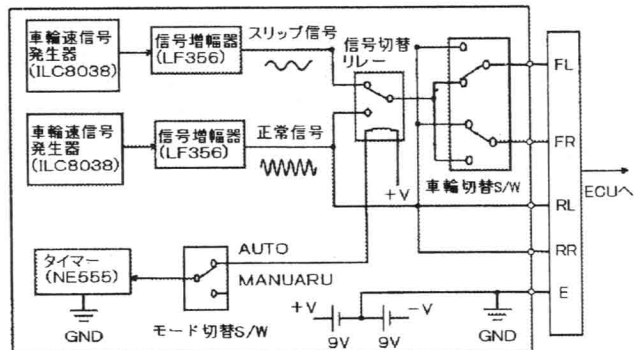 車輪速信号
発生器
(ILC8038)
信号増幅器
(LF356)
スリップ信号
信号切替
リレー
FL
車輪速信号
発生器
(ILC8038)
信号増幅器
(LF356)
正常信号
+V
車輪切替S/W
FR
ECUへ
RL
RR
タイマー
(NE555)
AUTO
MANUARU
E
GND
モード切替S/W
+V
-V
9V
9V
GND